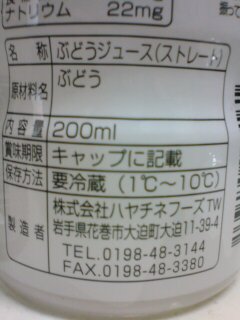 ナトリウム 22mg
名称 ぶどうジュース(ストレート)
原材料名 ぶどう
内容量 200ml
賞味期限 キャップに記載
保存方法 要冷蔵(1℃~10℃)
製造者 株式会社ハヤチネフーズTW
岩手県花巻市大迫町大迫11-39-4
TEL.0198-48-3144
FAX.0198-48-3380